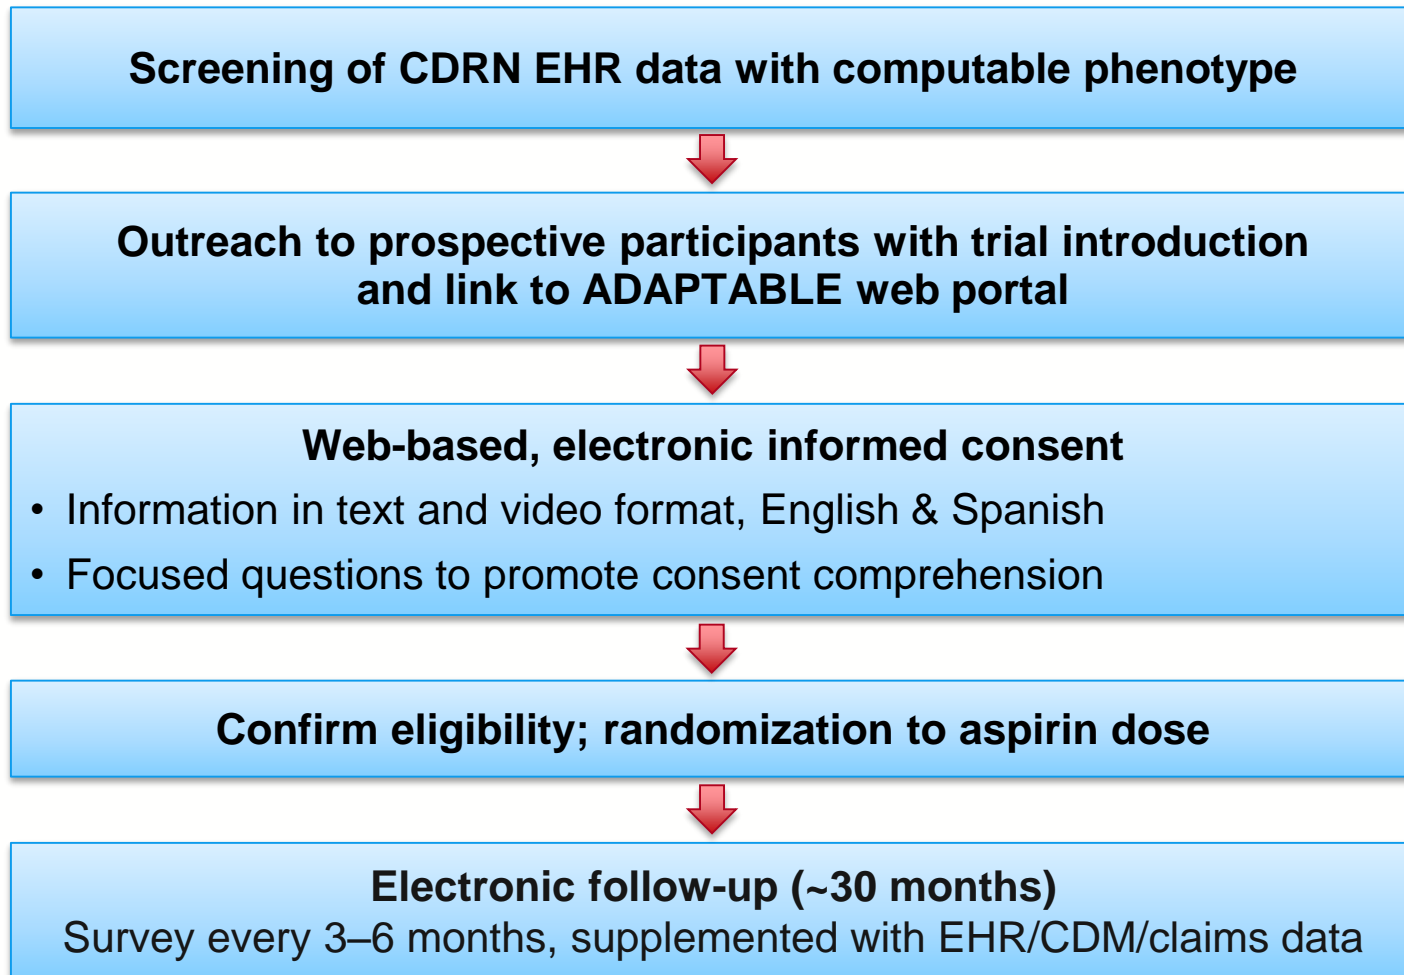 Screening of CDRN EHR data with computable phenotype
Outreach to prospective participants with trial introduction
and link to ADAPTABLE web portal
Web-based, electronic informed consent
• Information in text and video format, English & Spanish
• Focused questions to promote consent comprehension
Confirm eligibility; randomization to aspirin dose
Electronic follow-up (~30 months)
Survey every 3–6 months, supplemented with EHR/CDM/claims data